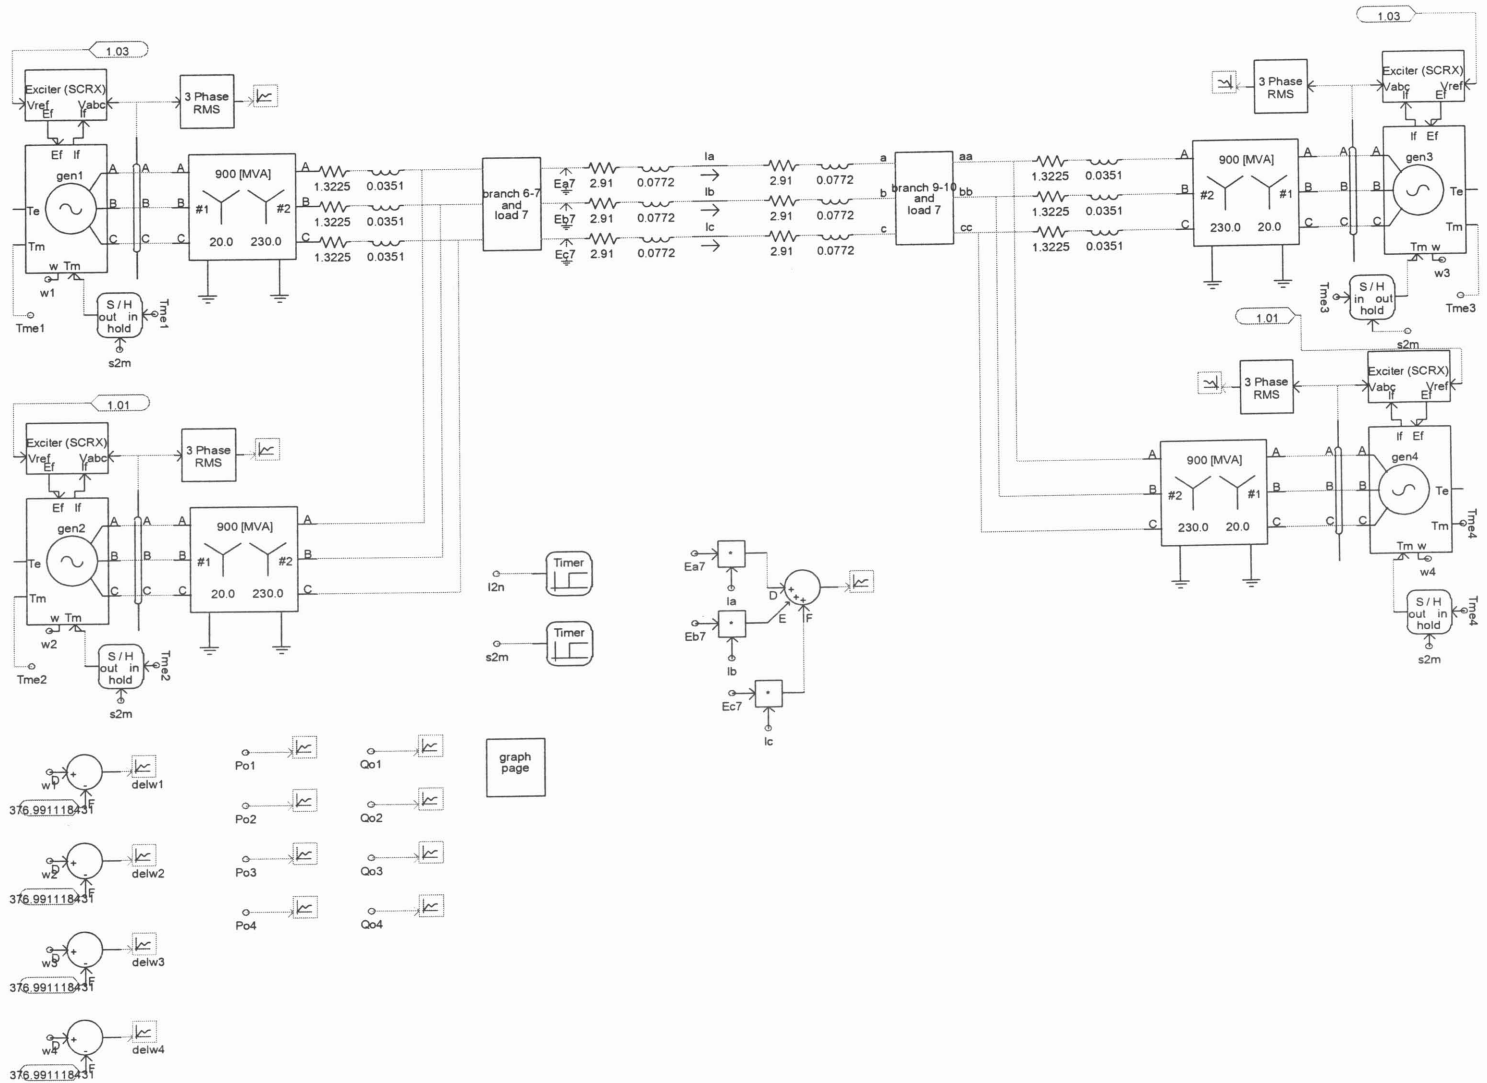 1.03
Exciter (SCRX)
Vref Vabc
Ef If
3 Phase
RMS
Ef If
gen1
A A A
B B B
C C C
Te
Tm
w Tm
w1
Tme1
S / H
out in
hold
Tme1
s2m
900 [MVA]
#1 #2
20.0 230.0
A
B
C
1.3225 0.0351
1.3225 0.0351
1.3225 0.0351
branch 6-7
and
load 7
Ea7
Eb7
Ec7
2.91 0.0772
2.91 0.0772
2.91 0.0772
Ia
Ib
Ic
2.91 0.0772
2.91 0.0772
2.91 0.0772
a
b
c
branch 9-10
and
load 7
aa
bb
cc
1.3225 0.0351
1.3225 0.0351
1.3225 0.0351
A
B
C
900 [MVA]
#2 #1
230.0 20.0
A A A
B B B
C C C
1.03
3 Phase
RMS
Exciter (SCRX)
Vabc Vref
If Ef
If Ef
gen3
Te
Tm
Tm w
w3
S / H
in out
hold
Tme3
Tme3
s2m
1.01
Exciter (SCRX)
Vref Vabc
Ef If
3 Phase
RMS
Ef If
gen2
A A A
B B B
C C C
Te
Tm
w Tm
w2
Tme2
S / H
out in
hold
Tme2
s2m
900 [MVA]
#1 #2
20.0 230.0
A
B
C
1.01
3 Phase
RMS
Exciter (SCRX)
Vabc Vref
If Ef
If Ef
gen4
Te
Tm
Tme4
Tm w
w4
S / H
out in
hold
Tme4
s2m
A
B
C
900 [MVA]
#2 #1
230.0 20.0
A A A
B B B
C C C
I2n
Timer
s2m
Timer
Ea7
Ia
D
Eb7
Ib
E
F
Ec7
Ic
graph
page
w1
D
F
376.991118431
delw1
w2
D
F
376.991118431
delw2
w3
D
F
376.991118431
delw3
w4
D
F
376.991118431
delw4
Po1 Qo1
Po2 Qo2
Po3 Qo3
Po4 Qo4